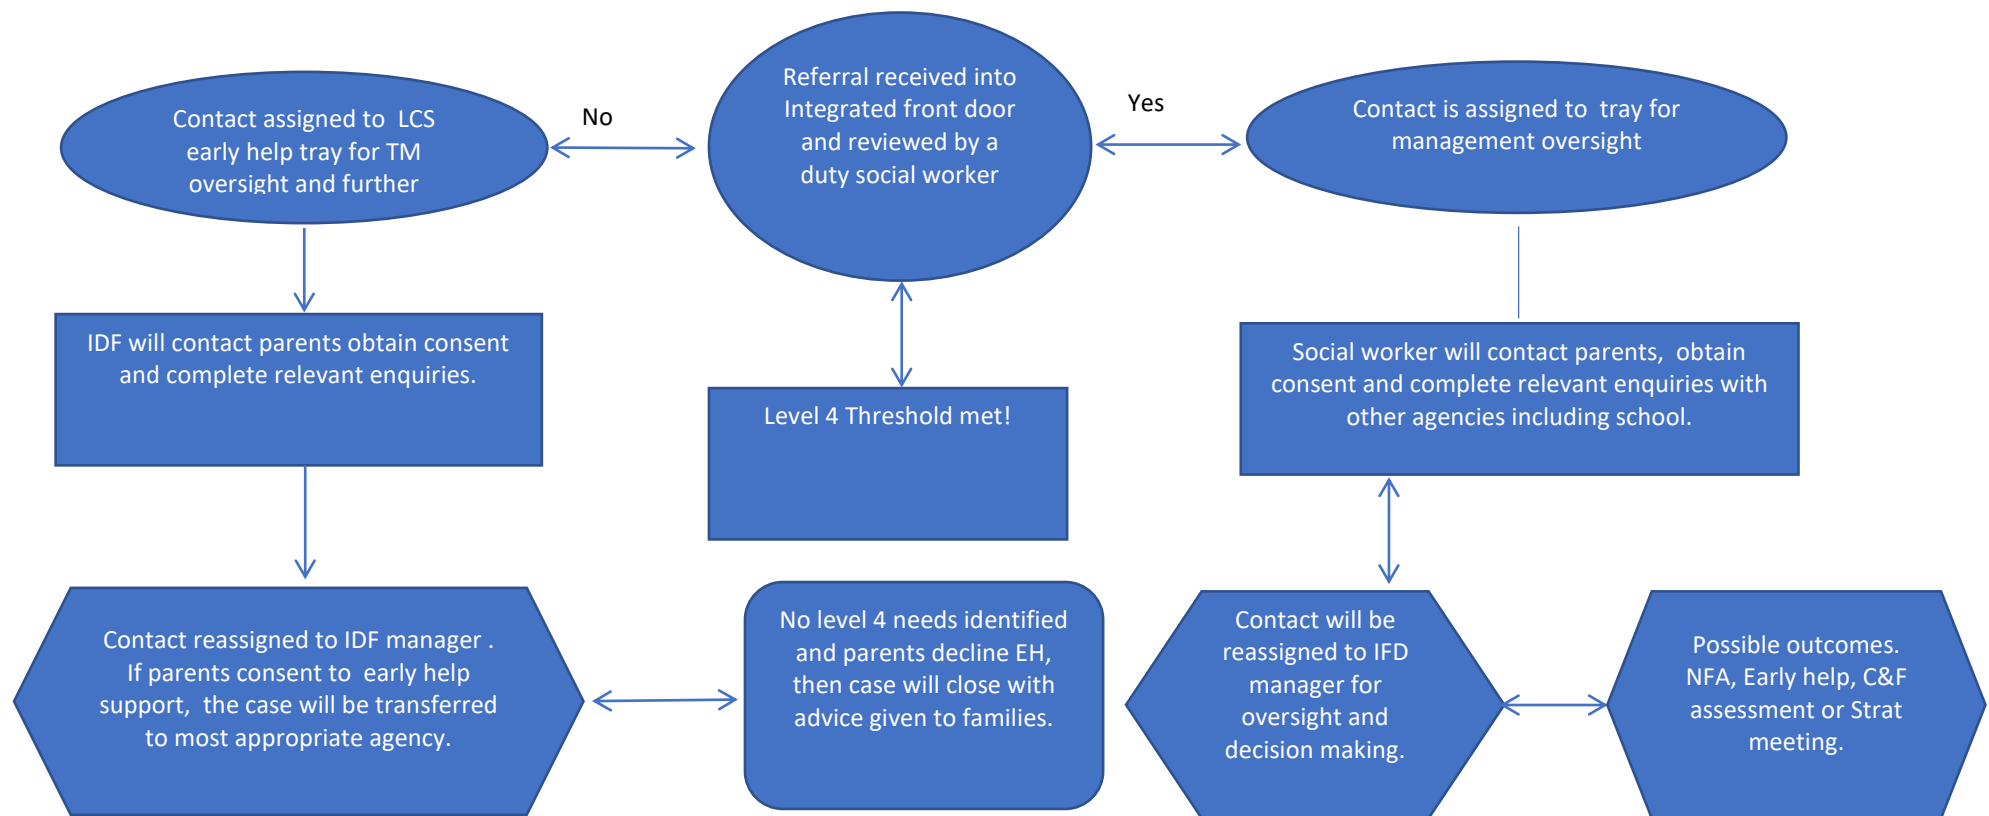 Contact assigned to LCS
early help tray for TM
oversight and further
No
Referral received into
Integrated front door
and reviewed by a
duty social worker
Yes
Contact is assigned to tray for
management oversight
IDF will contact parents obtain consent
and complete relevant enquiries.
Level 4 Threshold met!
Social worker will contact parents, obtain
consent and complete relevant enquiries with
other agencies including school.
Contact reassigned to IDF manager .
If parents consent to early help
support, the case will be transferred
to most appropriate agency.
No level 4 needs identified
and parents decline EH,
then case will close with
advice given to families.
Contact will be
reassigned to IFD
manager for
oversight and
decision making.
Possible outcomes.
NFA, Early help, C&F
assessment or Strat
meeting.